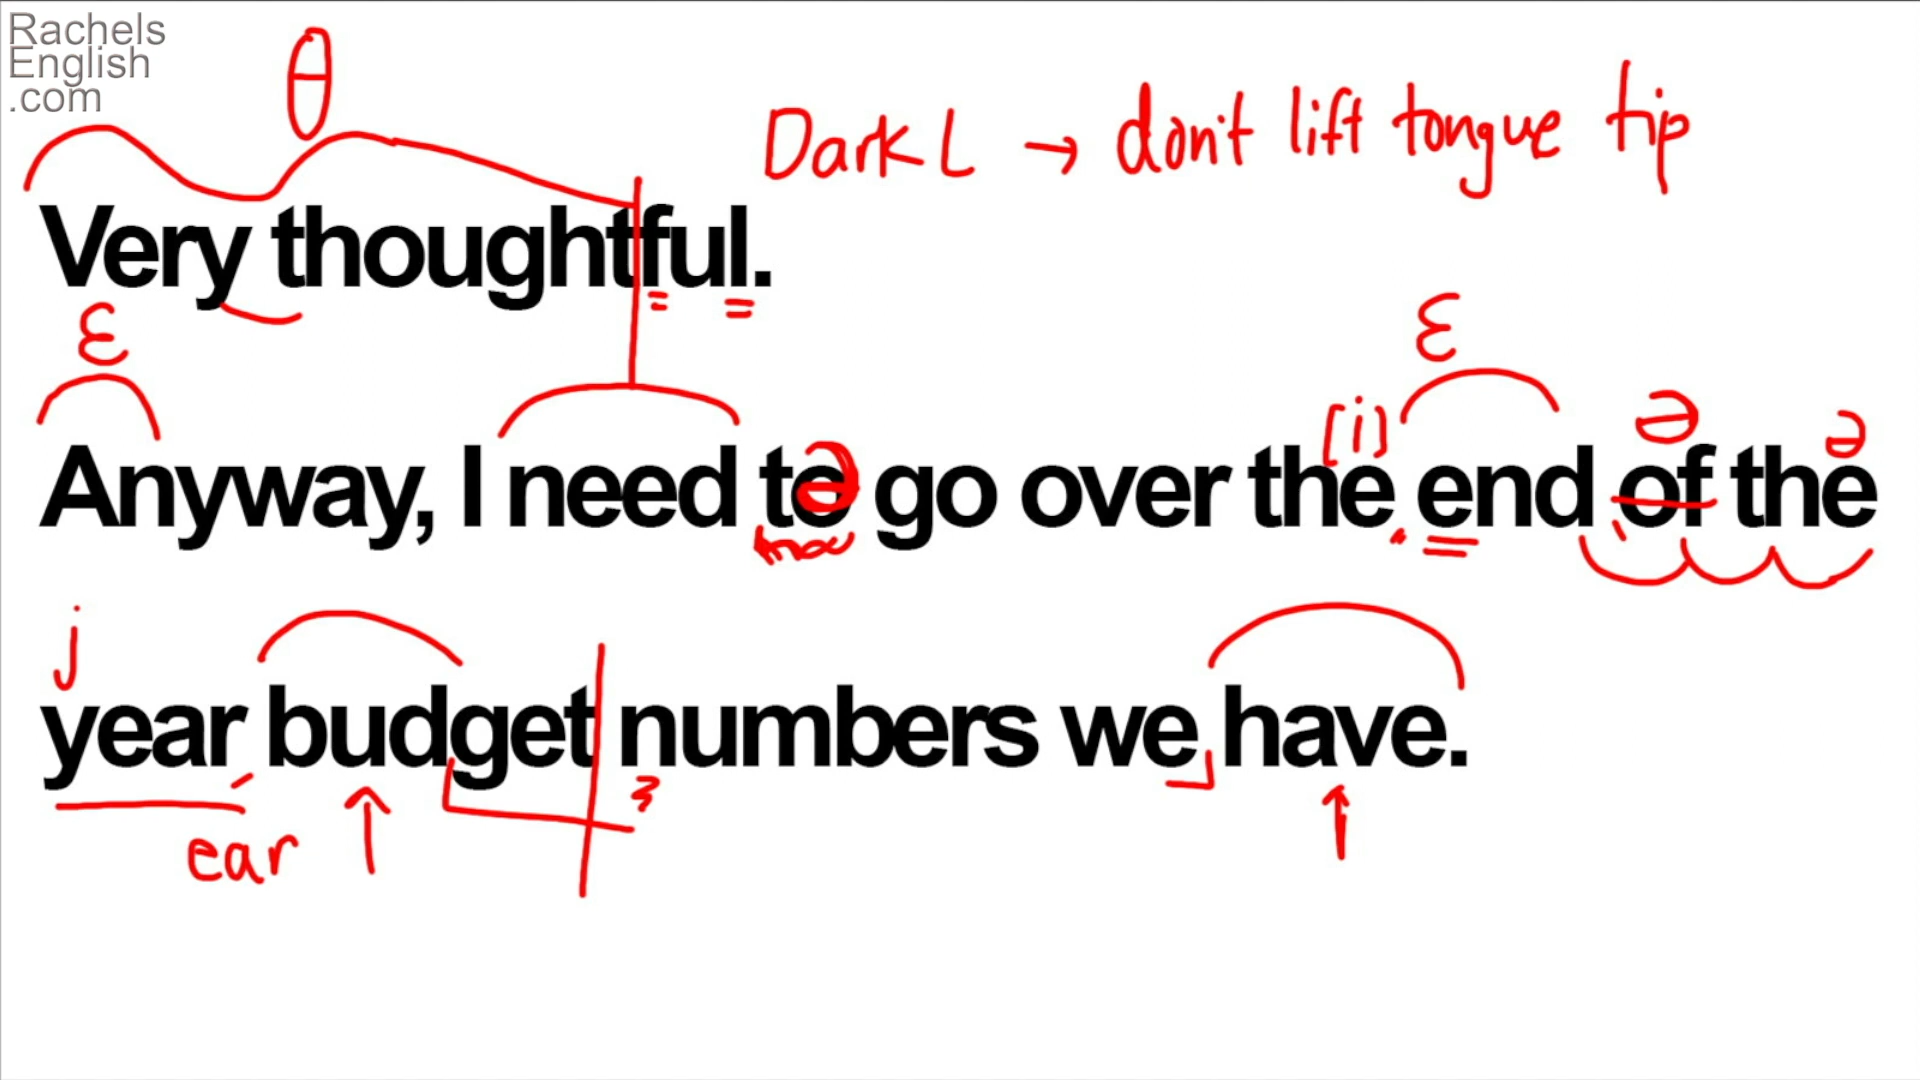 Rachels
English
.com
θ
Dark L → don't lift tongue tip
Very thoughtful.
ε ε
[i] ə ə
Anyway, I need to go over the end of the
j
year budget numbers we have.
ear